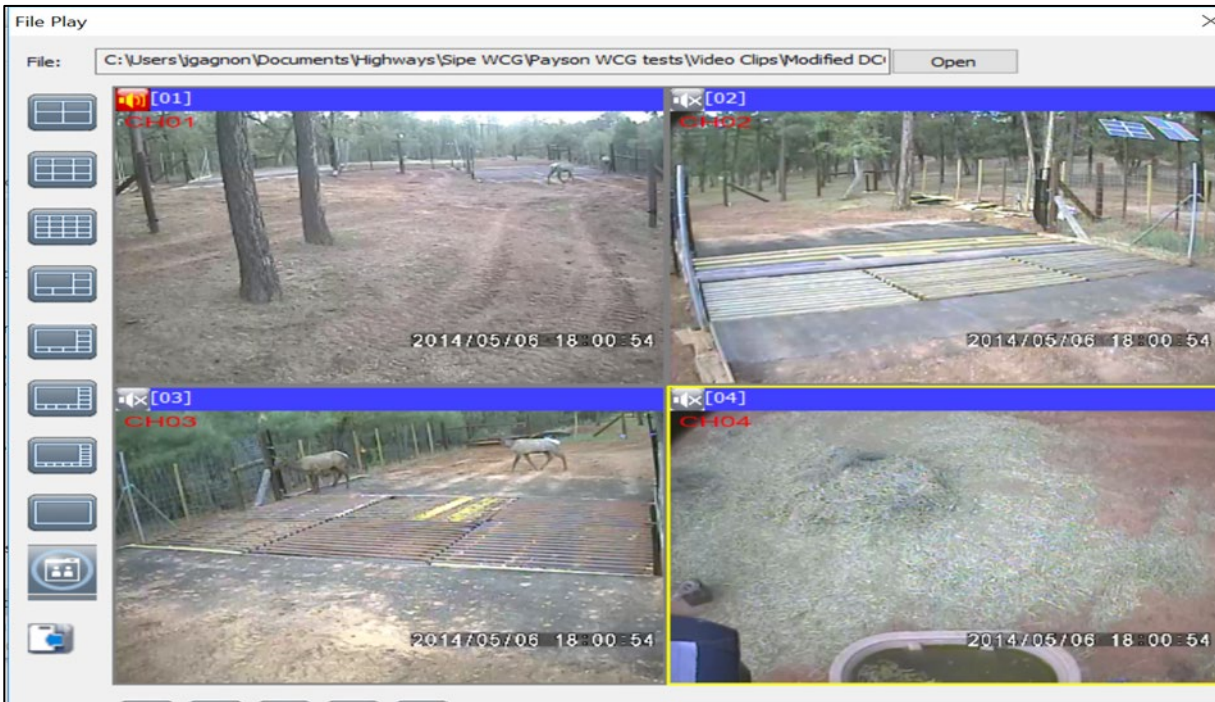 File Play
File: C:\Users\jgagnon\Documents\Highways\Sipe WCG\Payson WCG tests\Video Clips\Modified DC Open
[01] [02]
CH01 CH02
2014/05/06 18:00:54 2014/05/06 18:00:54
[03] [04]
CH03 CH04
2014/05/06 18:00:54 2014/05/06 18:00:54